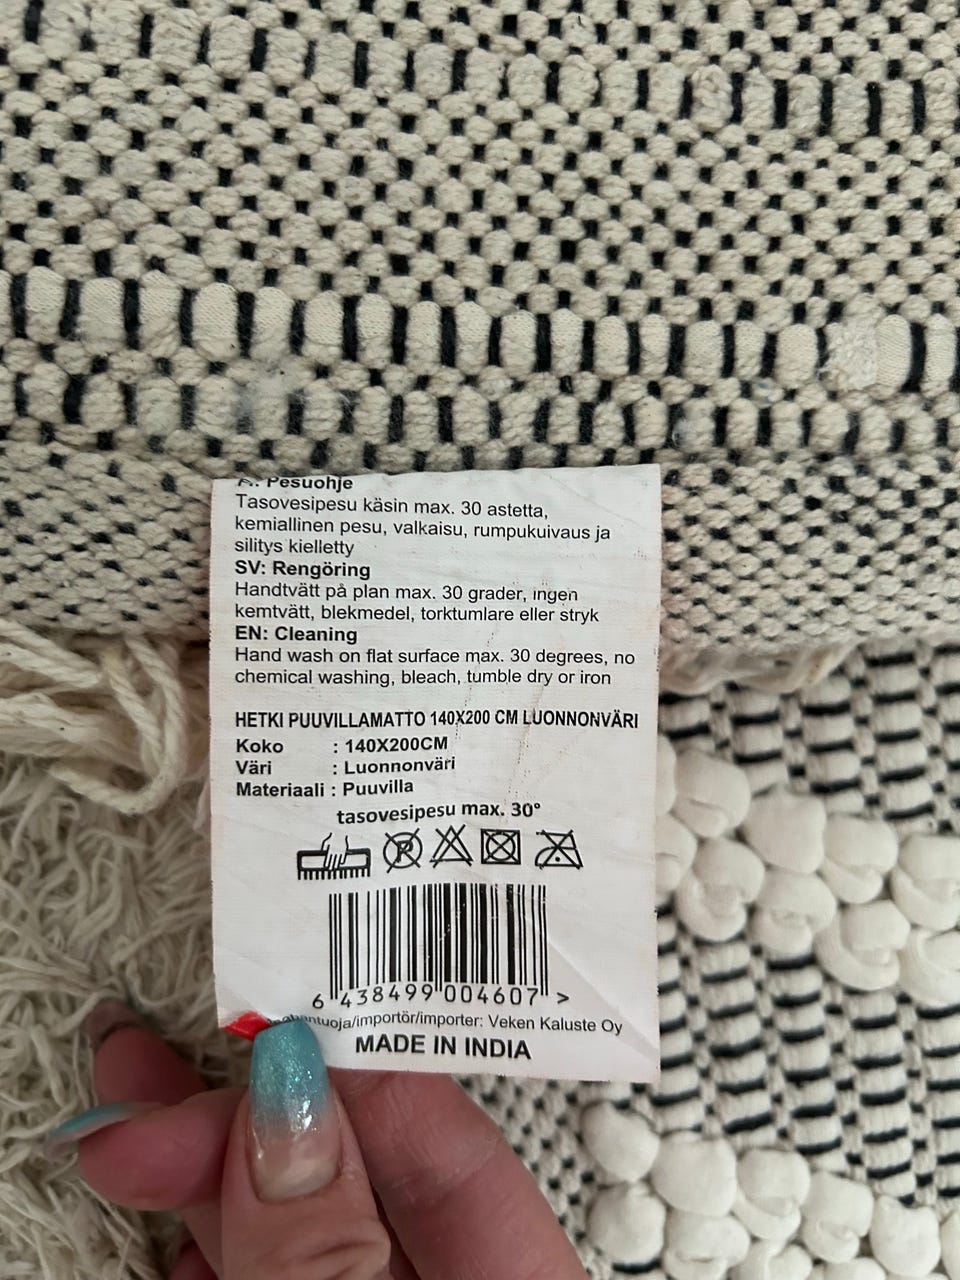 Pesuohje
Tasovesipesu käsin max. 30 astetta,
kemiallinen pesu, valkaisu, rumpukuivaus ja
silitys kielletty
SV: Rengöring
Handtvätt på plan max. 30 grader, ingen
kemtvätt, blekmedel, torktumlare eller stryk
EN: Cleaning
Hand wash on flat surface max. 30 degrees, no
chemical washing, bleach, tumble dry or iron
HETKI PUUVILLAMATTO 140X200 CM LUONNONVÄRI
Koko : 140X200CM
Väri : Luonnonväri
Materiaali : Puuvilla
tasovesipesu max. 30°
P
6 438499 004607 >
/importör/importer: Veken Kaluste Oy
MADE IN INDIA